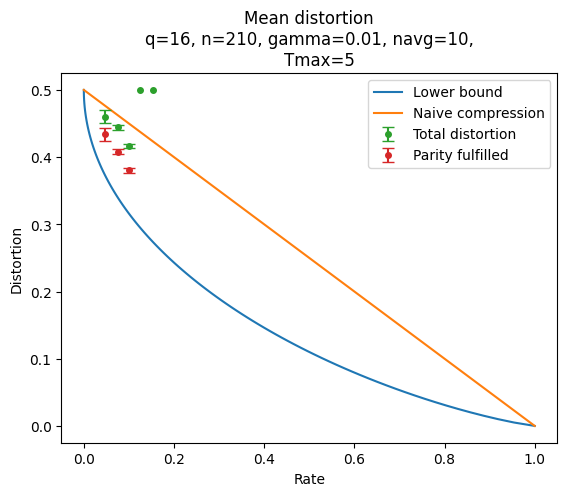 Mean distortion
q=16, n=210, gamma=0.01, navg=10,
Tmax=5
Lower bound
Naive compression
Total distortion
Parity fulfilled
Distortion
0.5
0.4
0.3
0.2
0.1
0.0
0.0 0.2 0.4 0.6 0.8 1.0
Rate